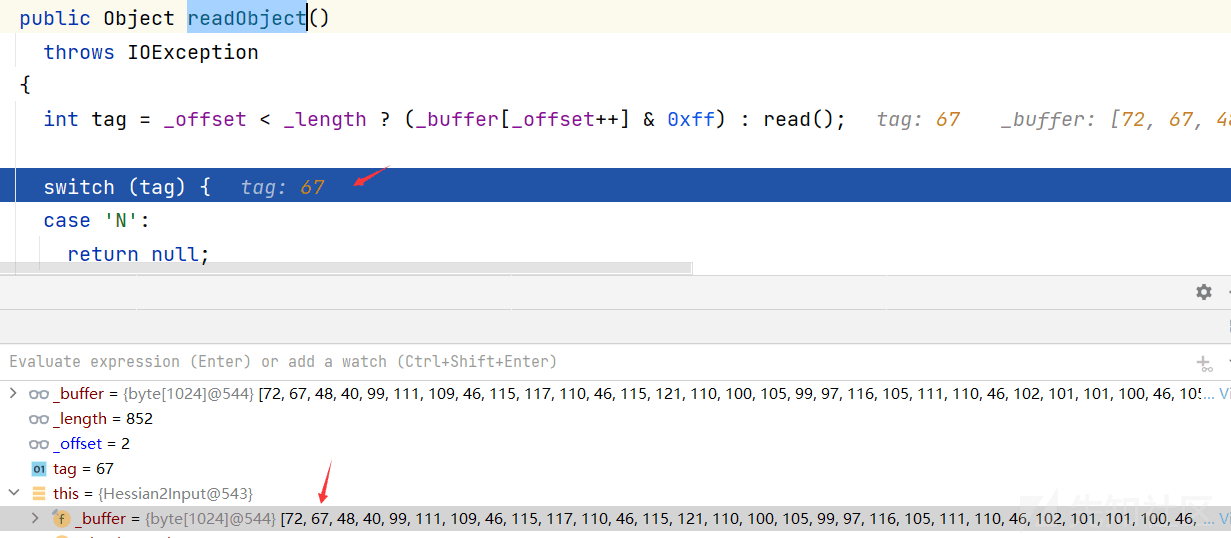 public Object readObject()
throws IOException
{
int tag = _offset < _length ? (_buffer[_offset++] & 0xff) : read();   tag: 67   _buffer: [72, 67, 48
switch (tag) {   tag: 67
case 'N':
return null;
Evaluate expression (Enter) or add a watch (Ctrl+Shift+Enter)
_buffer = {byte[1024]@544} [72, 67, 48, 40, 99, 111, 109, 46, 115, 117, 110, 46, 115, 121, 110, 100, 105, 99, 97, 116, 105, 111, 110, 46, 102, 101, 101, 100, 46, 105... Vi
_length = 852
_offset = 2
01 tag = 67
this = {Hessian2Input@543}
f _buffer = {byte[1024]@544} [72, 67, 48, 40, 99, 111, 109, 46, 115, 117, 110, 46, 115, 121, 110, 100, 105, 99, 97, 116, 105, 111, 110, 46, 102, 101, 101, 100, 46, ... Vi